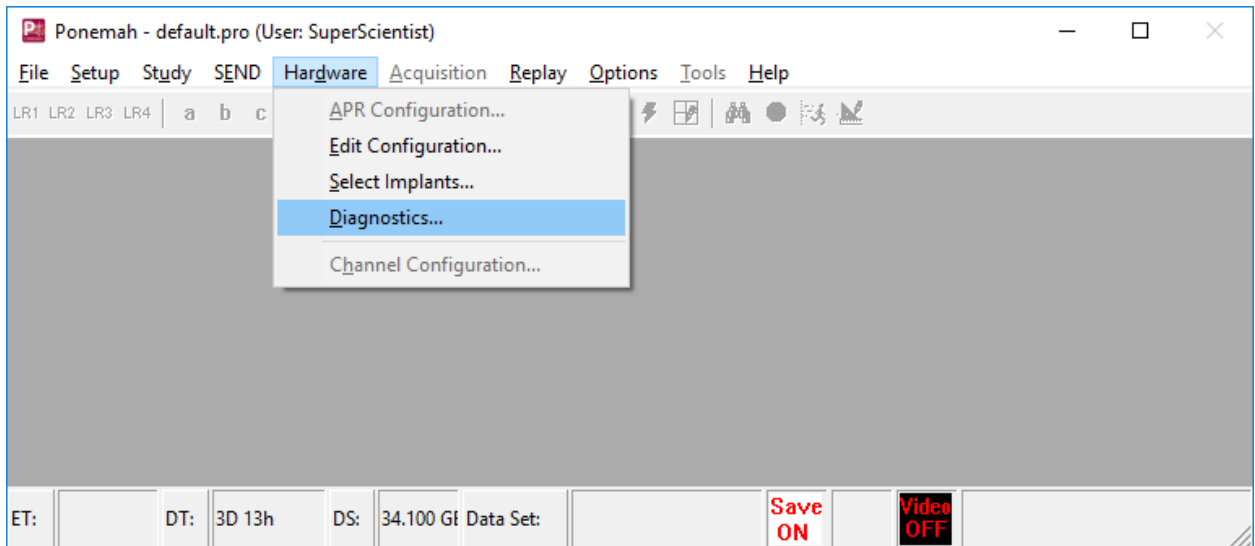 Ponemah - default.pro (User: SuperScientist)
File Setup Study SEND Hardware Acquisition Replay Options Tools Help
LR1 LR2 LR3 LR4 a b c
APR Configuration...
Edit Configuration...
Select Implants...
Diagnostics...
Channel Configuration...
ET: DT: 3D 13h DS: 34.100 GB Data Set: Save ON Video OFF